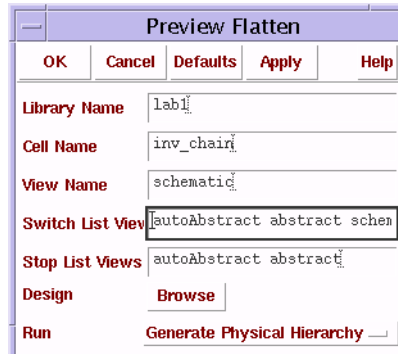 Preview Flatten
OK Cancel Defaults Apply Help
Library Name lab1
Cell Name inv_chain
View Name schematic
Switch List View autoAbstract abstract schem
Stop List Views autoAbstract abstract
Design Browse
Run Generate Physical Hierarchy